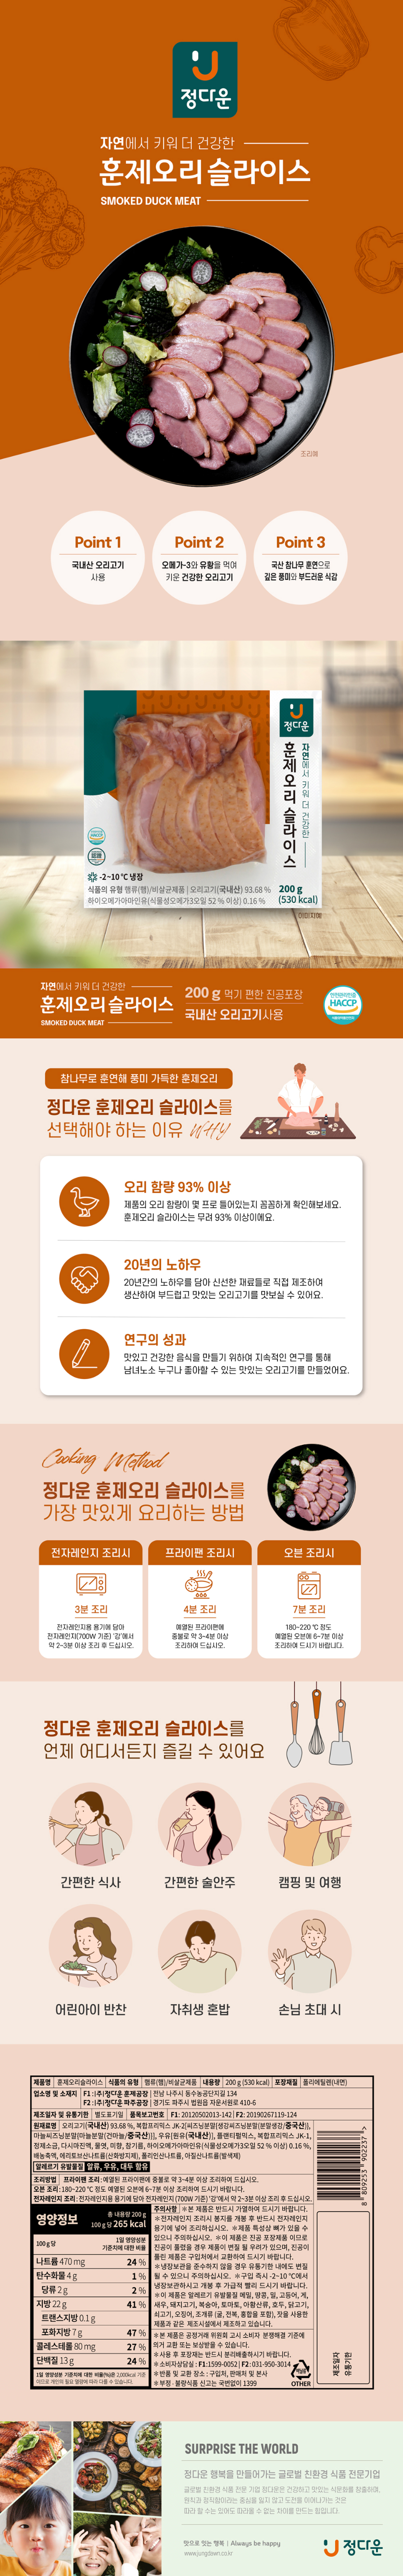 정다운
자연에서 키워 더 건강한
훈제오리 슬라이스
SMOKED DUCK MEAT
조리예
Point 1
국내산 오리고기
사용
Point 2
오메가-3와 유황을 먹여
키운 건강한 오리고기
Point 3
국산 참나무 훈연으로
깊은 풍미와 부드러운 식감
정다운
자연에서 키워 더 건강한
훈제오리 슬라이스
HACCP
-2~10 ℃ 냉장
식품의 유형 햄류(햄)/비살균제품 | 오리고기(국내산) 93.68 %
하이오메가아마인유(식물성오메가3오일 52 % 이상) 0.16 %
200 g
(530 kcal)
이미지예
자연에서 키워 더 건강한
훈제오리 슬라이스
SMOKED DUCK MEAT
200 g 먹기 편한 진공포장
국내산 오리고기사용
안전관리인증
HACCP
참나무로 훈연해 풍미 가득한 훈제오리
정다운 훈제오리 슬라이스를
선택해야 하는 이유 Why
오리 함량 93% 이상
제품의 오리 함량이 몇 프로 들어있는지 꼼꼼하게 확인해보세요.
훈제오리 슬라이스는 무려 93% 이상이에요.
20년의 노하우
20년간의 노하우를 담아 신선한 재료들로 직접 제조하여
생산하여 부드럽고 맛있는 오리고기를 맛보실 수 있어요.
연구의 성과
맛있고 건강한 음식을 만들기 위하여 지속적인 연구를 통해
남녀노소 누구나 좋아할 수 있는 맛있는 오리고기를 만들었어요.
Cooking Method
정다운 훈제오리 슬라이스를
가장 맛있게 요리하는 방법
전자레인지 조리시
3분 조리
전자레인지용 용기에 담아
전자레인지(700W 기준) '강'에서
약 2~3분 이상 조리 후 드십시오.
프라이팬 조리시
4분 조리
예열된 프라이팬에
중불로 약 3~4분 이상
조리하여 드십시오.
오븐 조리시
7분 조리
180~220 ℃ 정도
예열된 오븐에 6~7분 이상
조리하여 드시기 바랍니다.
정다운 훈제오리 슬라이스를
언제 어디서든지 즐길 수 있어요
간편한 식사
간편한 술안주
캠핑 및 여행
어린아이 반찬
자취생 혼밥
손님 초대 시
제품명 훈제오리슬라이스 식품의 유형 햄류(햄)/비살균제품 내용량 200 g (530 kcal) 포장재질 폴리에틸렌(내면)
업소명 및 소재지 F1 : (주)정다운 훈제공장 | 전남 나주시 동수농공단지길 134
F2 : (주)정다운 파주공장 | 경기도 파주시 법원읍 자운서원로 410-6
제조일자 및 유통기한 별도표기일 품목보고번호 F1: 20120502013-142 | F2: 20190267119-124
원재료명 오리고기(국내산) 93.68 %, 복합프리믹스 JK-2[씨즈닝분말{생강씨즈닝분말(분말생강/중국산)},
마늘씨즈닝분말{마늘분말(건마늘/중국산)}], 우유(원유(국내산)), 풀랜티협믹스, 복합프리믹스 JK-1,
정제소금, 다시마진액, 물엿, 미향, 참기름, 하이오메가아마인유(식물성오메가3오일 52 % 이상) 0.16 %,
배농축액, 에리토브산나트륨(산화방지제), 폴리인산나트륨, 아질산나트륨(발색제)
알레르기 유발물질 알류, 우유, 대두 함유
조리방법 프라이팬 조리 : 예열된 프라이팬에 중불로 약 3~4분 이상 조리하여 드십시오.
오븐 조리 : 180~220 ℃ 정도 예열된 오븐에 6~7분 이상 조리하여 드시기 바랍니다.
전자레인지 조리 : 전자레인지용 용기에 담아 전자레인지 (700W 기준) '강'에서 약 2~3분 이상 조리 후 드십시오.
8 809253 902237 >
영양정보
총 내용량 200 g
100 g 당 265 kcal
100 g 당
1일 영양성분
기준치에 대한 비율
나트륨 470 mg 24 %
탄수화물 4 g 1 %
당류 2 g 2 %
지방 22 g 41 %
트랜스지방 0.1 g
포화지방 7 g 47 %
콜레스테롤 80 mg 27 %
단백질 13 g 24 %
1일 영양성분 기준치에 대한 비율(%)은 2,000kcal 기준
이므로 개인의 필요 열량에 따라 다를 수 있습니다.
주의사항 ※본 제품은 반드시 가열하여 드시기 바랍니다.
※전자레인지 조리시 봉지를 개봉 후 반드시 전자레인지
용기에 넣어 조리하십시오. ※제품 특성상 뼈가 있을 수
있으니 주의하십시오. ※이 제품은 진공 포장제품 이므로
진공이 풀렸을 경우 제품이 변질 될 우려가 있으며, 진공이
풀린 제품은 구입처에서 교환하여 드시기 바랍니다.
※냉장보관을 준수하지 않을 경우 유통기한 내에도 변질
될 수 있으니 주의하십시오. ※구입 즉시 -2~10 ℃에서
냉장보관하시고 개봉 후 가급적 빨리 드시기 바랍니다.
※이 제품은 알레르기 유발물질 메밀, 땅콩, 밀, 고등어, 게,
새우, 돼지고기, 복숭아, 토마토, 아황산류, 호두, 닭고기,
쇠고기, 오징어, 조개류 (굴, 전복, 홍합을 포함), 잣을 사용한
제품과 같은 제조시설에서 제조하고 있습니다.
※본 제품은 공정거래 위원회 고시 소비자 분쟁해결 기준에
의거 교환 또는 보상받을 수 있습니다.
※사용 후 포장재는 반드시 분리배출하시기 바랍니다.
※소비자상담실 : F1:1599-0052 | F2: 031-950-3014
※반품 및 교환 장소 : 구입처, 판매처 및 본사
※부정 · 불량식품 신고는 국번없이 1399
OTHER
제조일자
유통기한
SURPRISE THE WORLD
정다운 행복을 만들어가는 글로벌 친환경 식품 전문기업
글로벌 친환경 식품 전문 기업 정다운은 건강하고 맛있는 식문화를 창출하며,
원칙과 정직함이라는 중심을 잃지 않고 도전을 이어나가는 것은
따라 할 수는 있어도 따라올 수 없는 차이를 만드는 힘입니다.
맛으로 잇는 행복 | Always be happy
www.jungdawn.co.kr
정다운